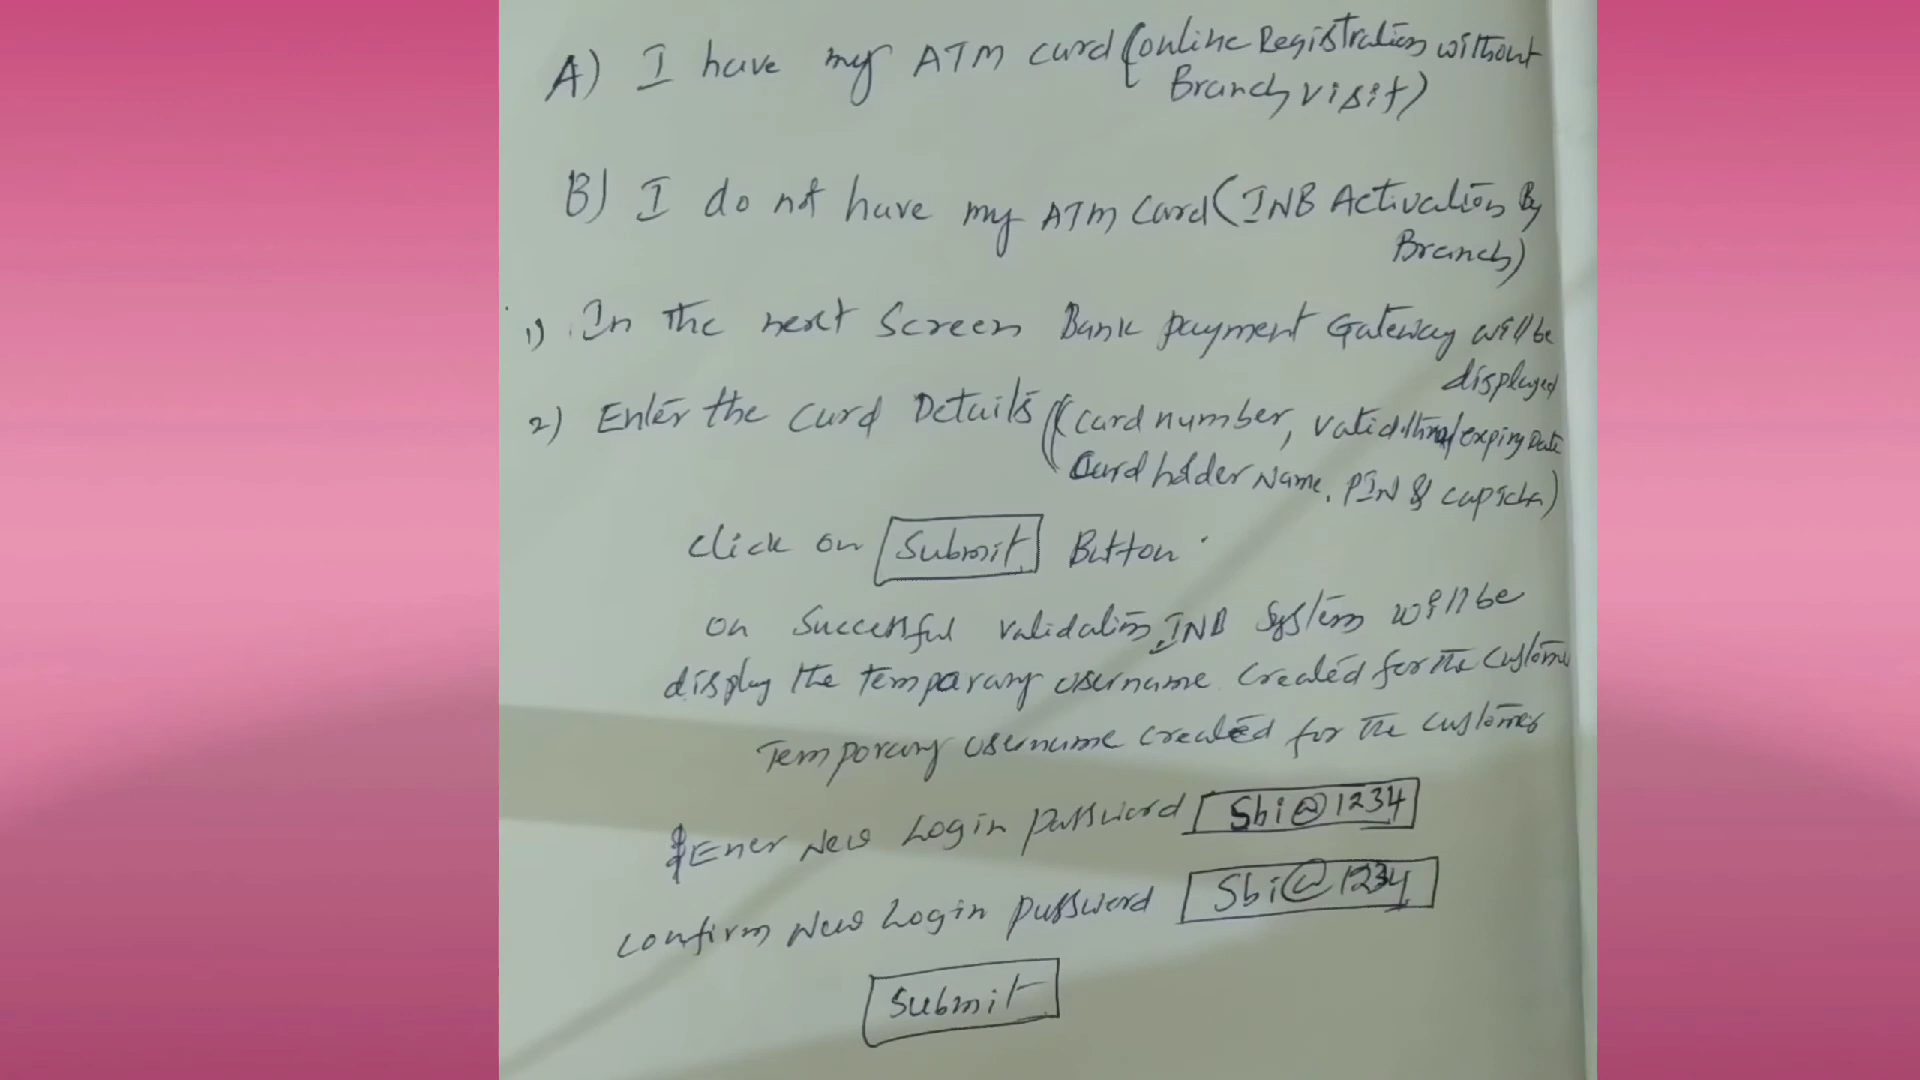 A) I have my ATM card (online Registration without
Branch visit)
B) I do not have my ATM Card (INB Activation By
Branch)
1) In the next Screen Bank payment Gateway will be
displayed
2) Enter the card Details ((card number, valid thru/expiry Date
Card holder Name, PIN & captcha)
click on Submit Button
on Successful validation INB System will be
display the temporary username created for the customer
Temporary username created for the customer
Ener New Login password Sbi@1234
confirm New Login password Sbi@1234
Submit